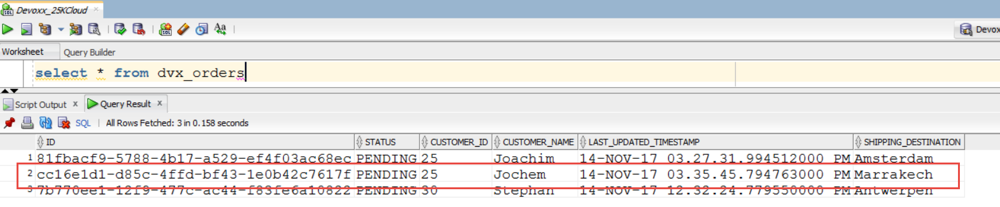 Devoxx_25KCloud
Devox
Worksheet Query Builder
select * from dvx_orders
Script Output x Query Result x
SQL | All Rows Fetched: 3 in 0.158 seconds
ID STATUS CUSTOMER_ID CUSTOMER_NAME LAST_UPDATED_TIMESTAMP SHIPPING_DESTINATION
1 81fbacf9-5788-4b17-a529-ef4f03ac68ec PENDING 25 Joachim 14-NOV-17 03.27.31.994512000 PM Amsterdam
2 cc16e1d1-d85c-4ffd-bf43-1e0b42c7617f PENDING 25 Jochem 14-NOV-17 03.35.45.794763000 PM Marrakech
3 7b770ee1-12f9-477c-ac44-f83fe6a10822 PENDING 30 Stephan 14-NOV-17 12.32.24.779550000 PM Antwerpen